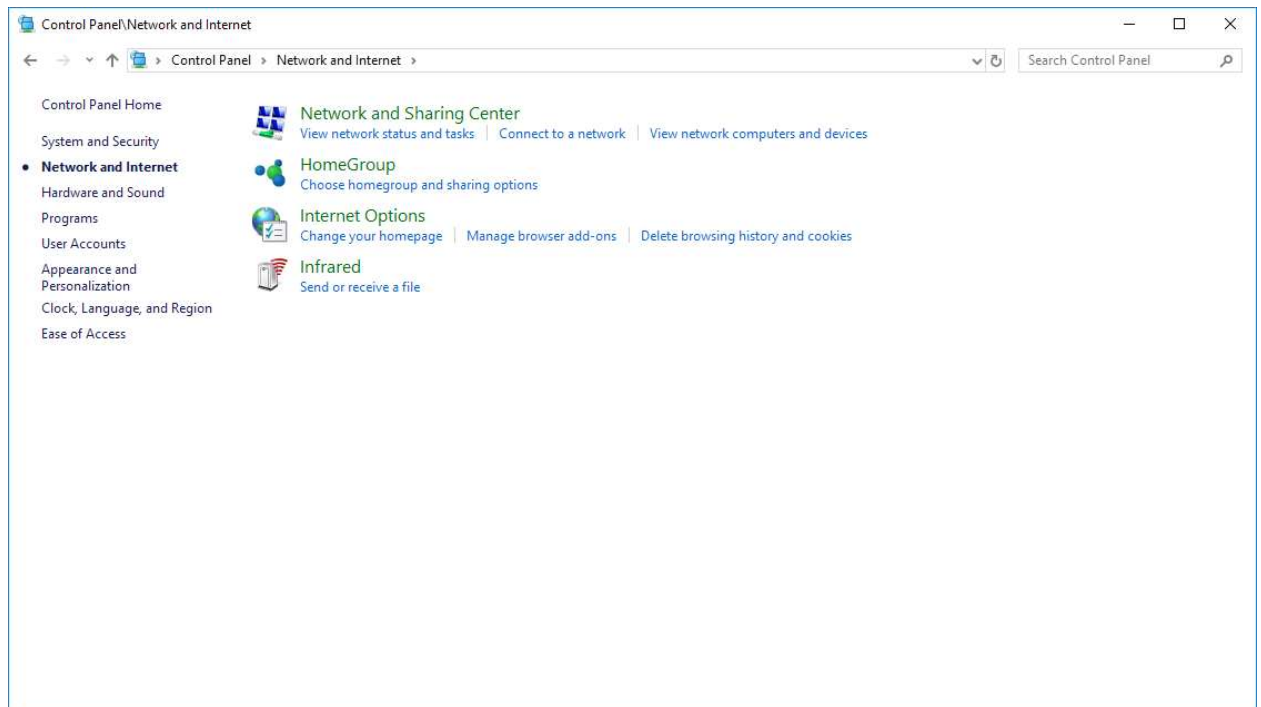 Control Panel\Network and Internet
Control Panel > Network and Internet >
Search Control Panel
Control Panel Home
System and Security
Network and Internet
Hardware and Sound
Programs
User Accounts
Appearance and
Personalization
Clock, Language, and Region
Ease of Access
Network and Sharing Center
View network status and tasks | Connect to a network | View network computers and devices
HomeGroup
Choose homegroup and sharing options
Internet Options
Change your homepage | Manage browser add-ons | Delete browsing history and cookies
Infrared
Send or receive a file